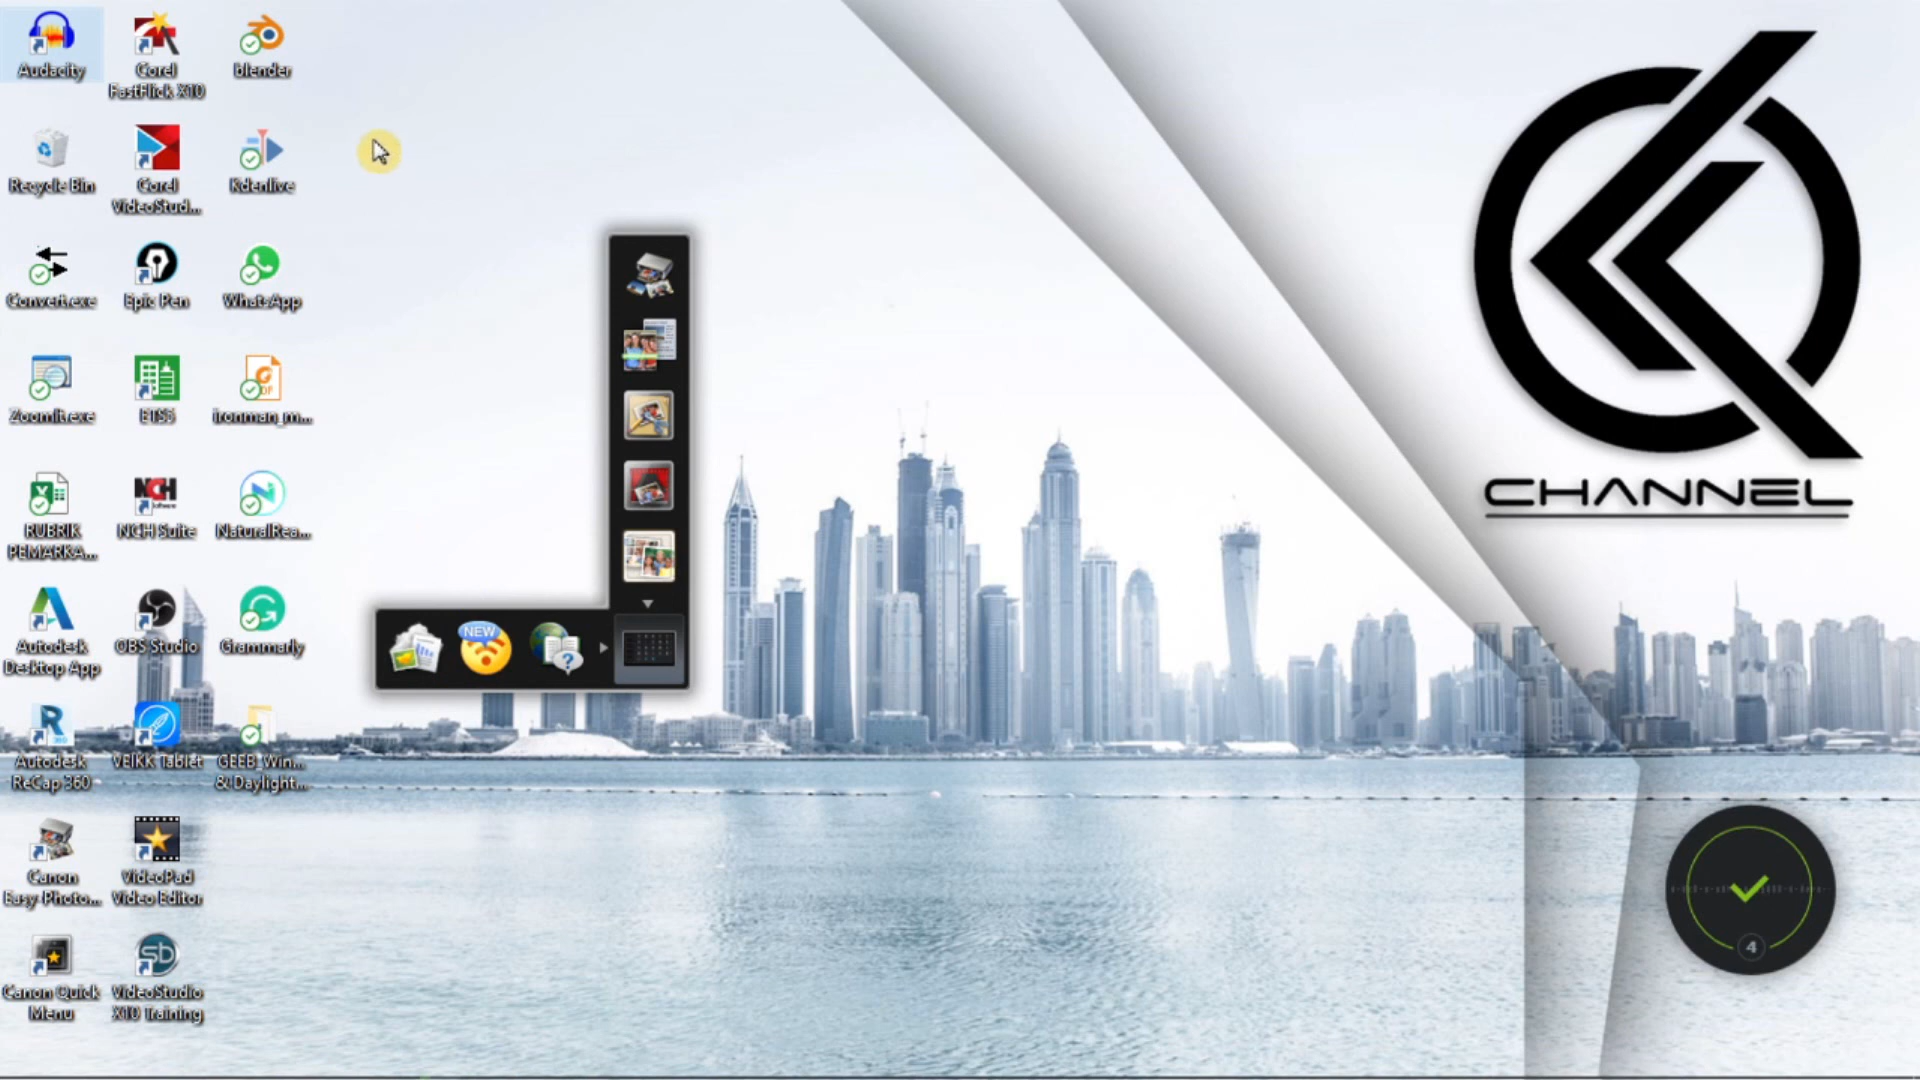 Audacity
Corel
FastFlick X10
blender
Recycle Bin
Corel
VideoStud...
Kdenlive
Convert.exe
Epic Pen
WhatsApp
ZoomIt.exe
ETS5
ironman_m...
RUBRIK
PEMARKA...
NCH
NCH Suite
NaturalRea...
Autodesk
Desktop App
OBS Studio
Grammarly
Autodesk
ReCap 360
VEIKK Tablet
GEEB_Win...
& Daylight...
Canon
Easy-Photo...
VideoPad
Video Editor
Canon Quick
Menu
VideoStudio
X10 Training
NEW
CHANNEL
4